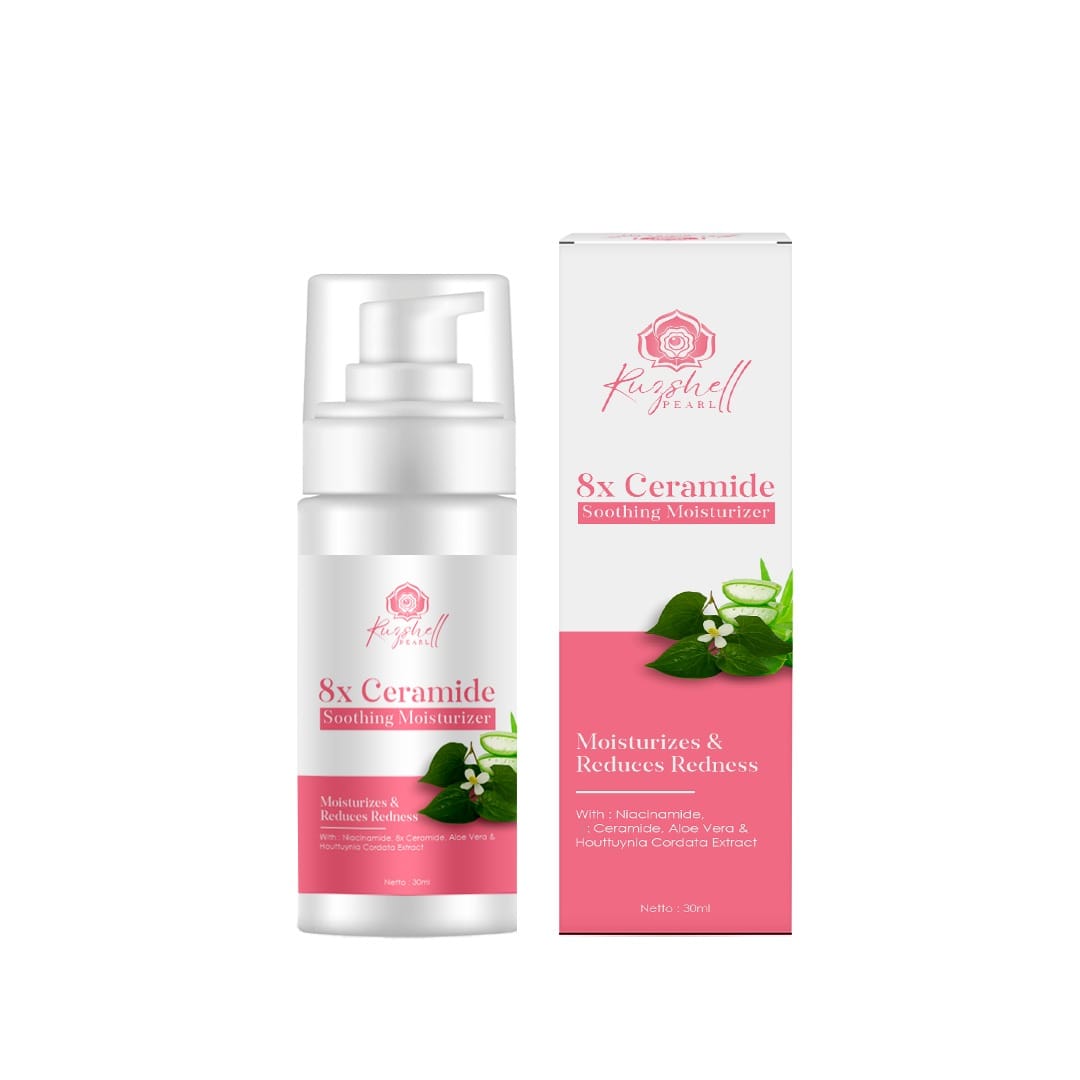 Ruzshell
PEARL
8x Ceramide
Soothing Moisturizer
Moisturizes &
Reduces Redness
With : Niacinamide, 8x Ceramide, Aloe Vera &
Houttuynia Cordata Extract
Netto : 30ml
Ruzshell
PEARL
8x Ceramide
Soothing Moisturizer
Moisturizes &
Reduces Redness
With : Niacinamide,
: Ceramide, Aloe Vera &
Houttuynia Cordata Extract
Netto : 30ml